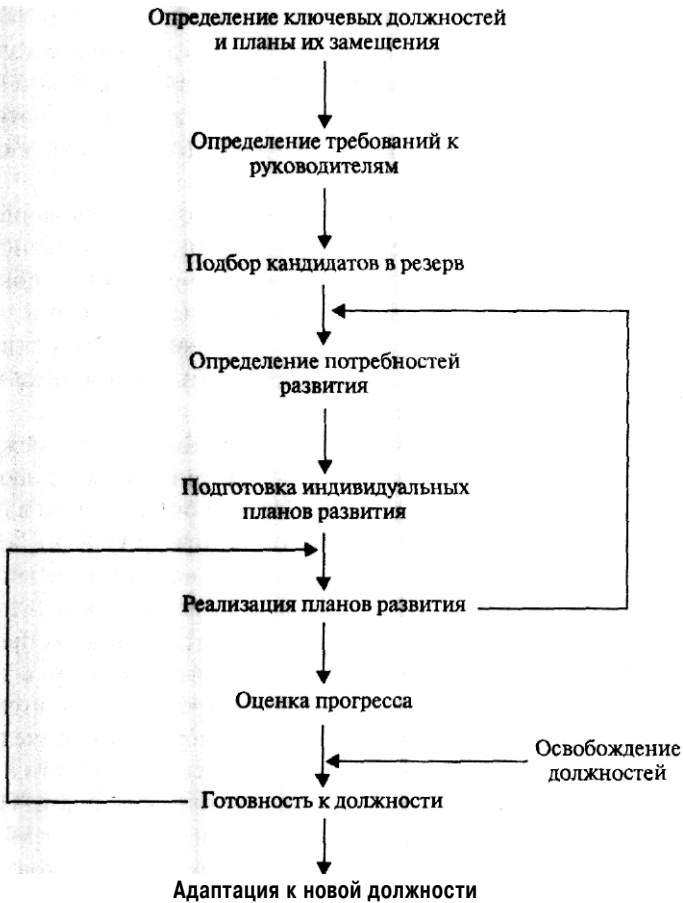 Определение ключевых должностей
и планы их замещения
Определение требований к
руководителям
Подбор кандидатов в резерв
Определение потребностей
развития
Подготовка индивидуальных
планов развития
Реализация планов развития
Оценка прогресса
Освобождение
должностей
Готовность к должности
Адаптация к новой должности